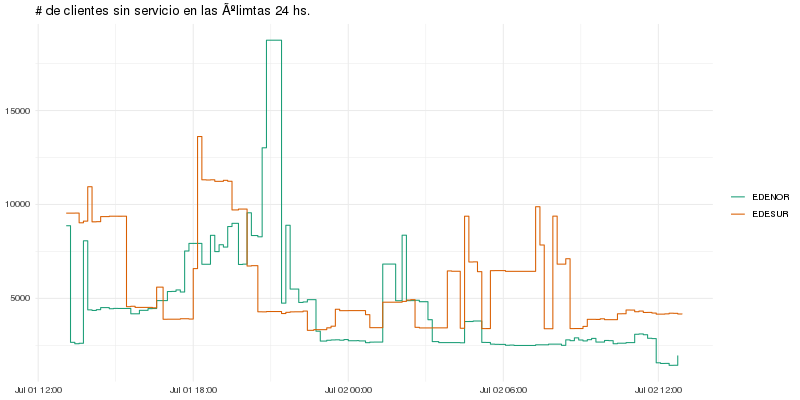 # de clientes sin servicio en las Ãºlimtas 24 hs.
15000
10000
5000
Jul 01 12:00
Jul 01 18:00
Jul 02 00:00
Jul 02 06:00
Jul 02 12:00
EDENOR
EDESUR